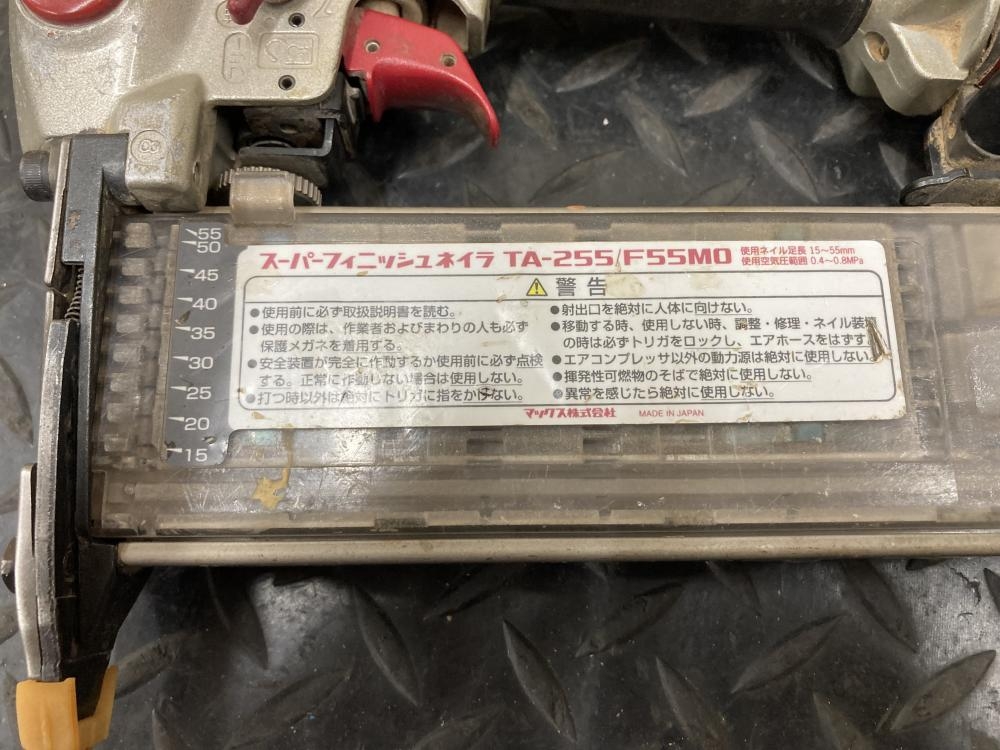 55
50
45
40
35
30
25
20
15
スーパーフィニッシュネイラ TA-255/F55MO
使用ネイル足長 15～55mm
使用空気圧範囲 0.4～0.8MPa
警告
●使用前に必ず取扱説明書を読む。
●使用の際は、作業者およびまわりの人も必ず
保護メガネを着用する。
●安全装置が完全に作動するか使用前に必ず点検
する。正常に作動しない場合は使用しない。
●打つ時以外は絶対にトリガに指をかけない。
●射出口を絶対に人体に向けない。
●移動する時、使用しない時、調整・修理・ネイル装填
の時は必ずトリガをロックし、エアホースをはずす。
●エアコンプレッサ以外の動力源は絶対に使用しない。
●揮発性可燃物のそばで絶対に使用しない。
●異常を感じたら絶対に使用しない。
マックス株式会社 MADE IN JAPAN